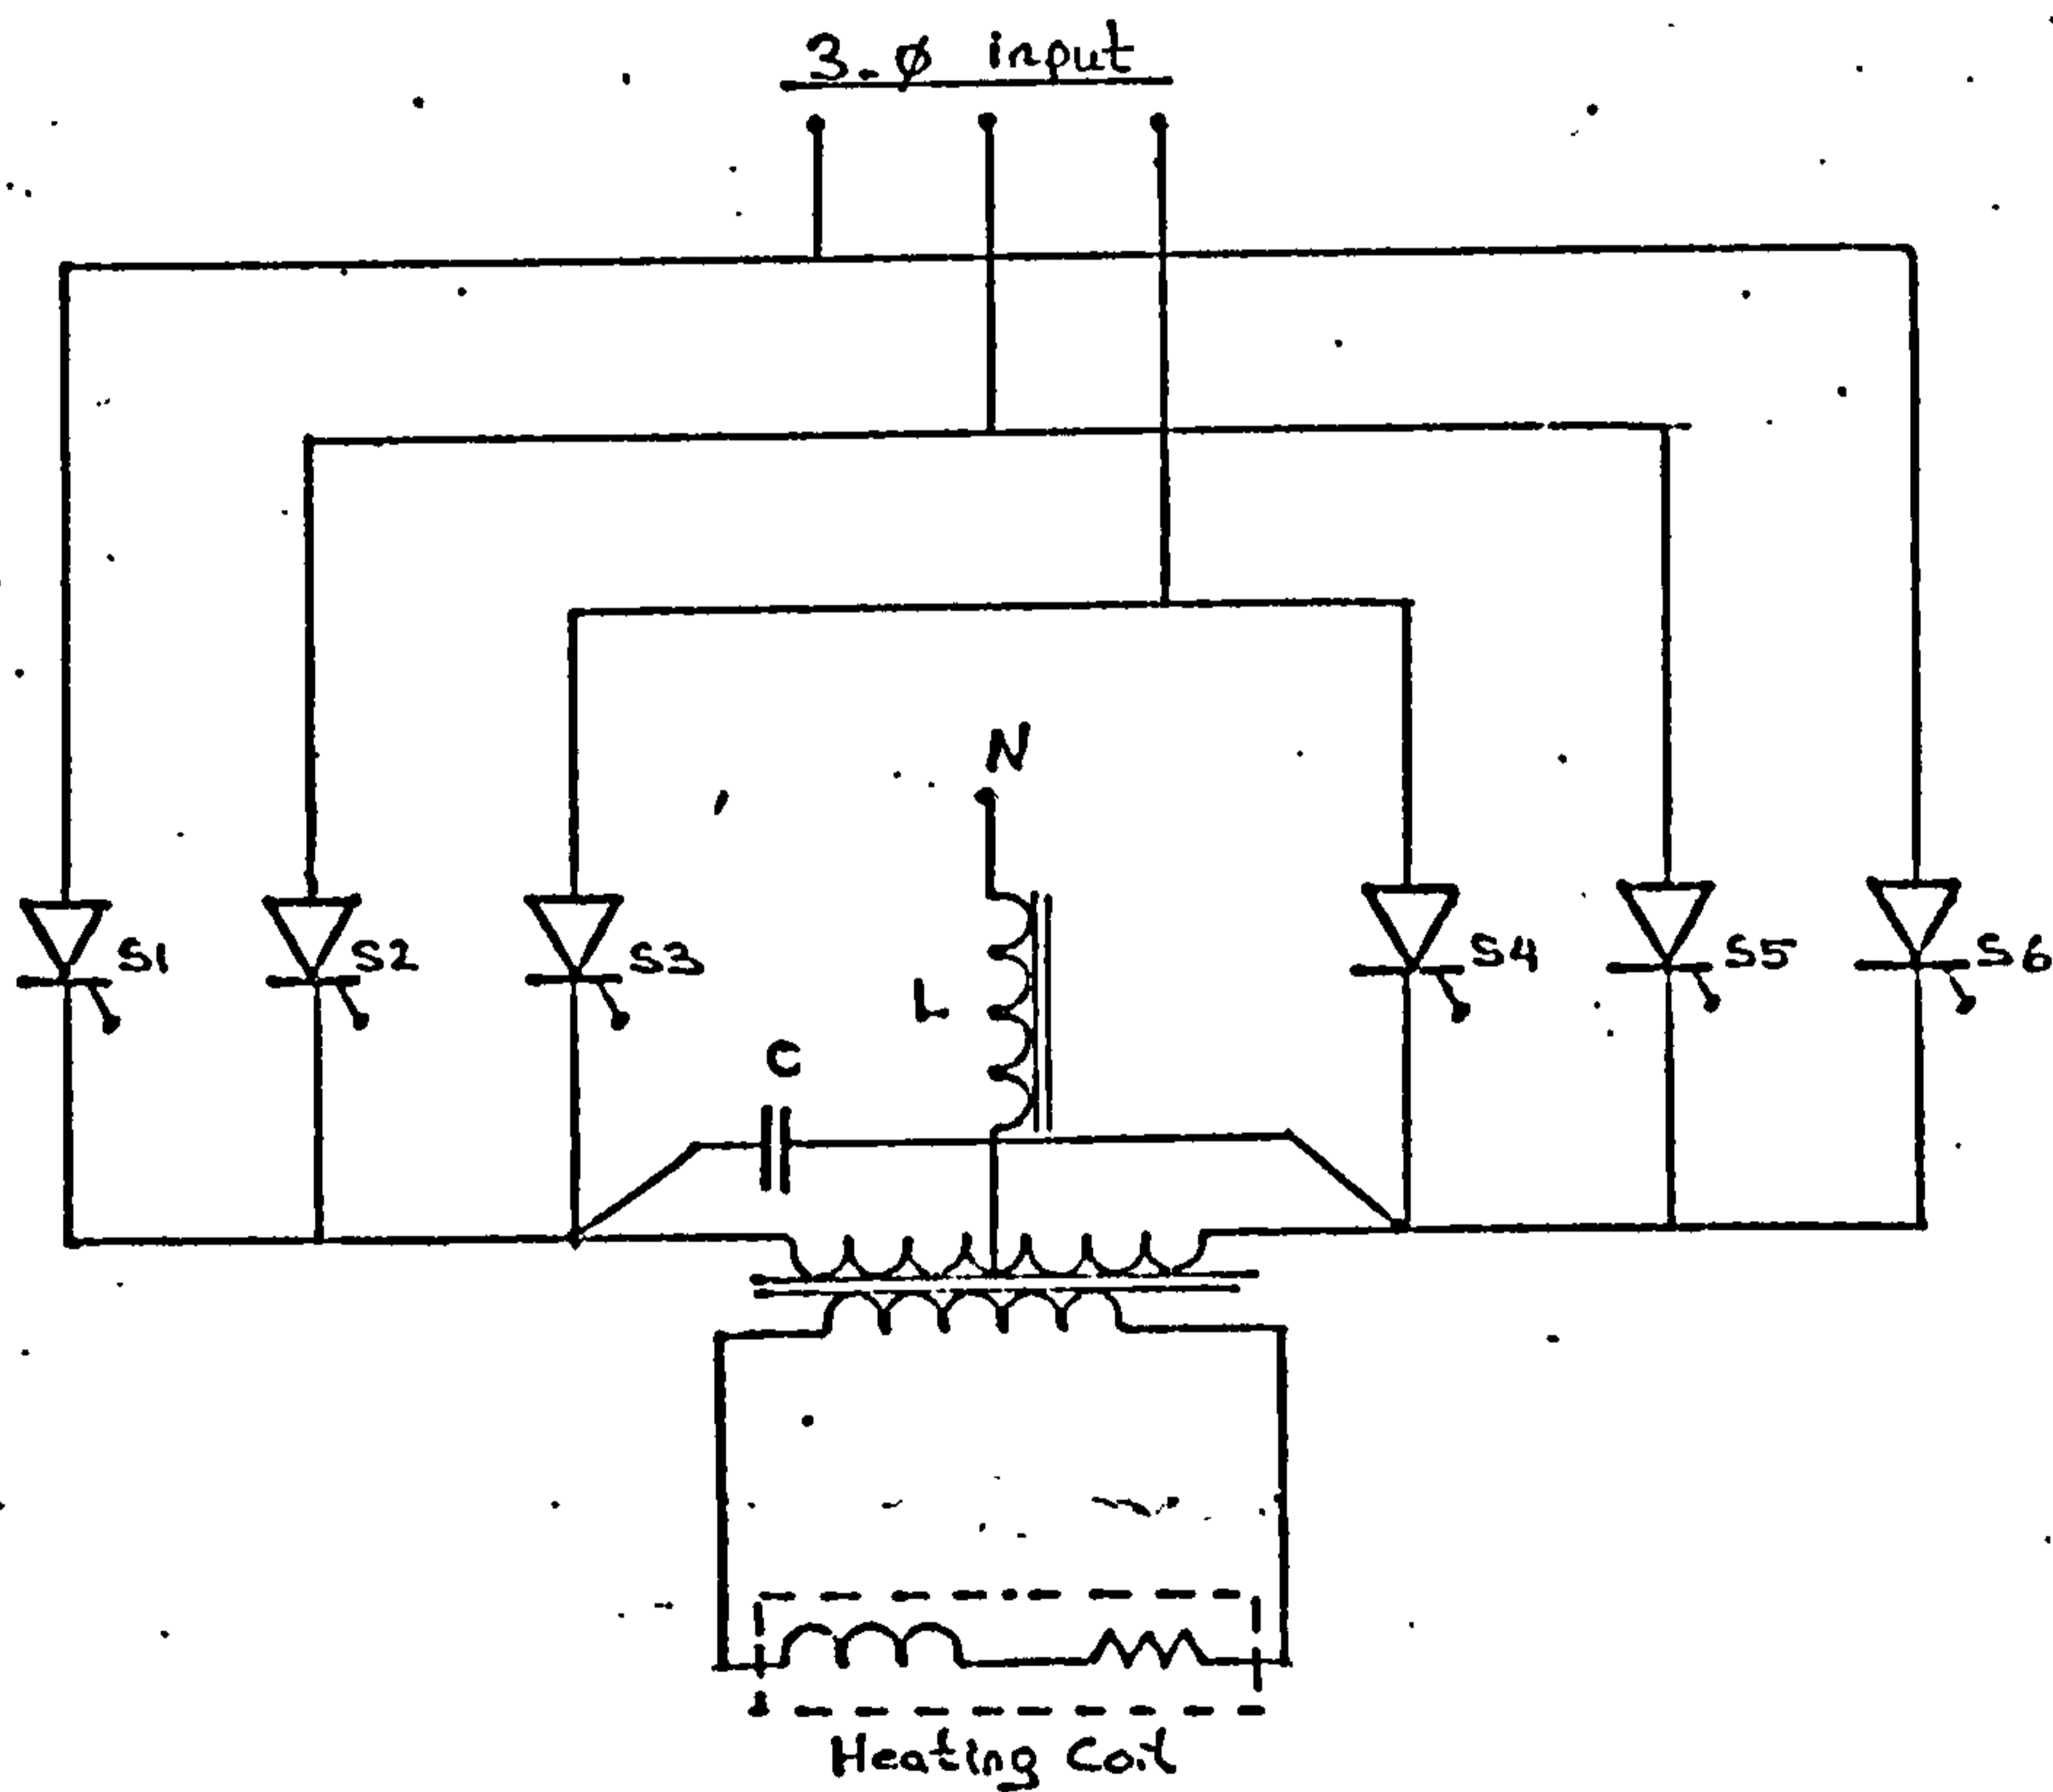 3-ø input
N
S1
S2
S3
L
S4
S5
S6
C
Heating Coil